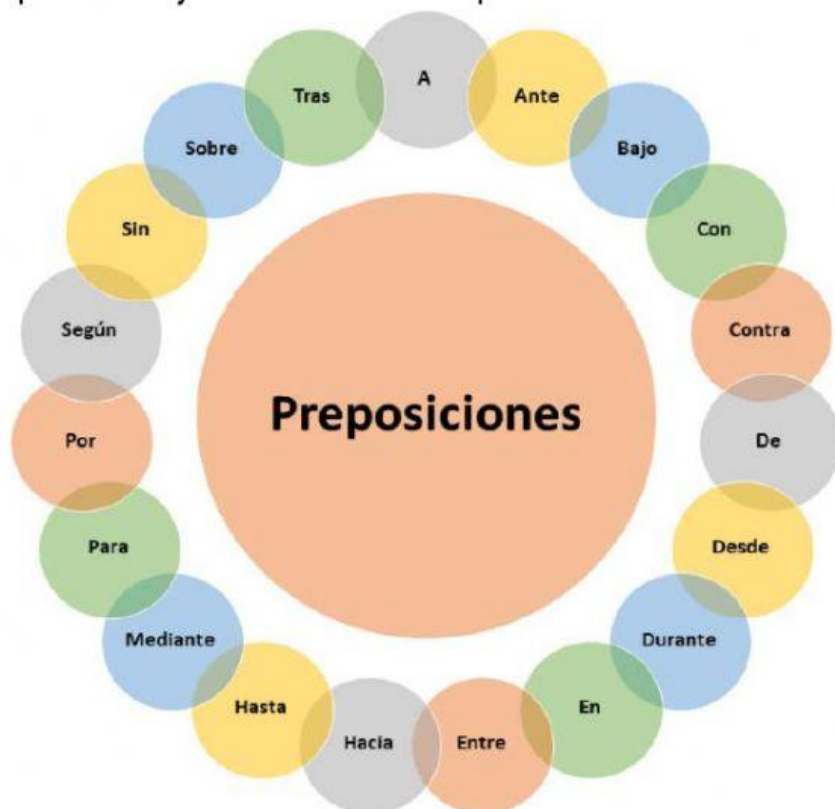 Preposiciones
A
Ante
Bajo
Con
Contra
De
Desde
Durante
En
Entre
Hacia
Hasta
Mediante
Para
Por
Según
Sin
Sobre
Tras